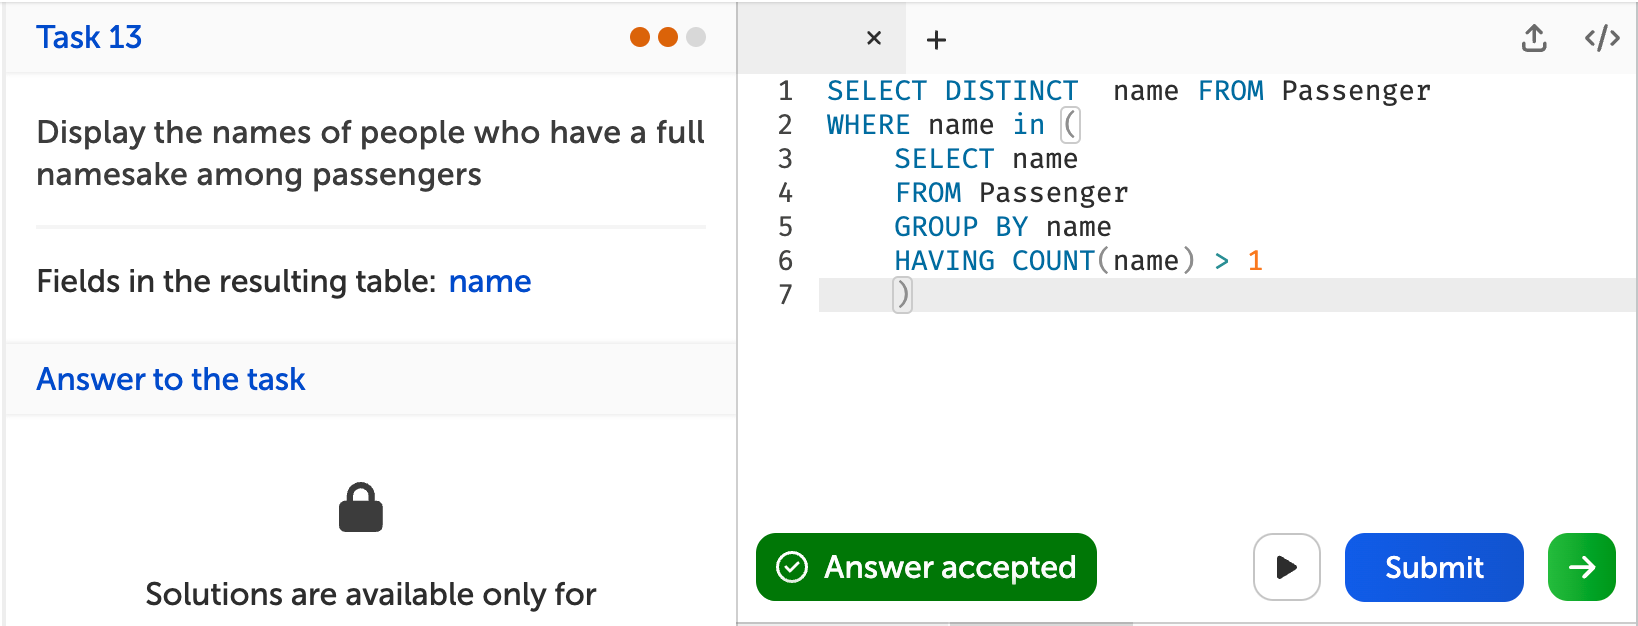 Task 13
Display the names of people who have a full
namesake among passengers
Fields in the resulting table: name
Answer to the task
Solutions are available only for
× +
</>
1 SELECT DISTINCT  name FROM Passenger
2 WHERE name in (
3     SELECT name
4     FROM Passenger
5     GROUP BY name
6     HAVING COUNT(name) > 1
7     )
Answer accepted
Submit